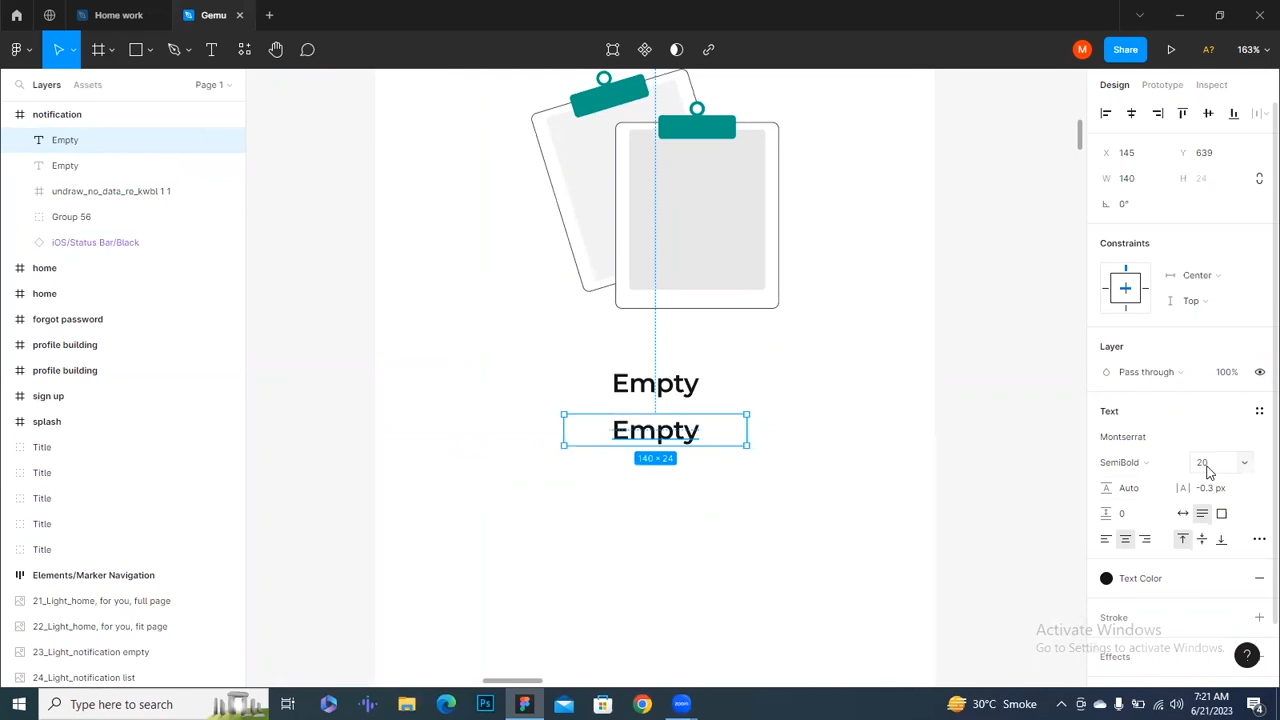 Home work
Gemu
A?
163%
M
Share
Layers
Assets
Page 1
Design
Prototype
Inspect
notification
Empty
Empty
undraw_no_data_re_kwbl 1 1
Group 56
iOS/Status Bar/Black
home
home
forgot password
profile building
profile building
sign up
splash
Title
Title
Title
Title
Title
Elements/Marker Navigation
21_Light_home, for you, full page
22_Light_home, for you, fit page
23_Light_notification empty
24_Light_notification list
Empty
Empty
140 × 24
X 145
Y 639
W 140
H 24
0°
Constraints
Center
Top
Layer
Pass through
100%
Text
Montserrat
SemiBold
20
Auto
|A| -0.3 px
0
Text Color
Stroke
Effects
Activate Windows
Go to Settings to activate Windows.
?
Type here to search
Ps
zoom
30°C Smoke
7:21 AM
6/21/2023
4